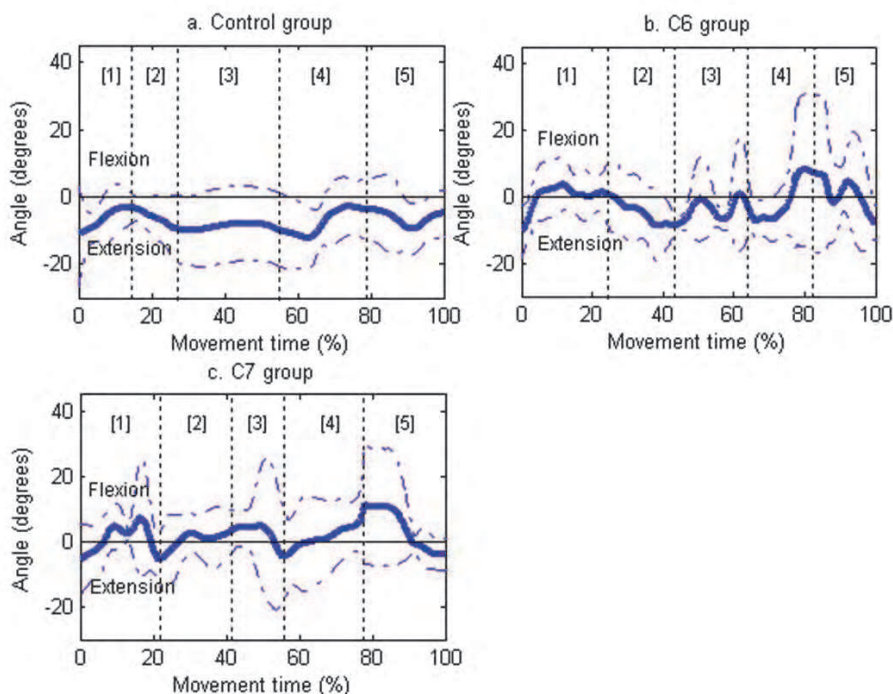 a. Control group
40
20
0
-20
Angle (degrees)
[1] [2] [3] [4] [5]
Flexion
Extension
0 20 40 60 80 100
Movement time (%)
b. C6 group
40
20
0
-20
Angle (degrees)
[1] [2] [3] [4] [5]
Flexion
Extension
0 20 40 60 80 100
Movement time (%)
c. C7 group
40
20
0
-20
Angle (degrees)
[1] [2] [3] [4] [5]
Flexion
Extension
0 20 40 60 80 100
Movement time (%)